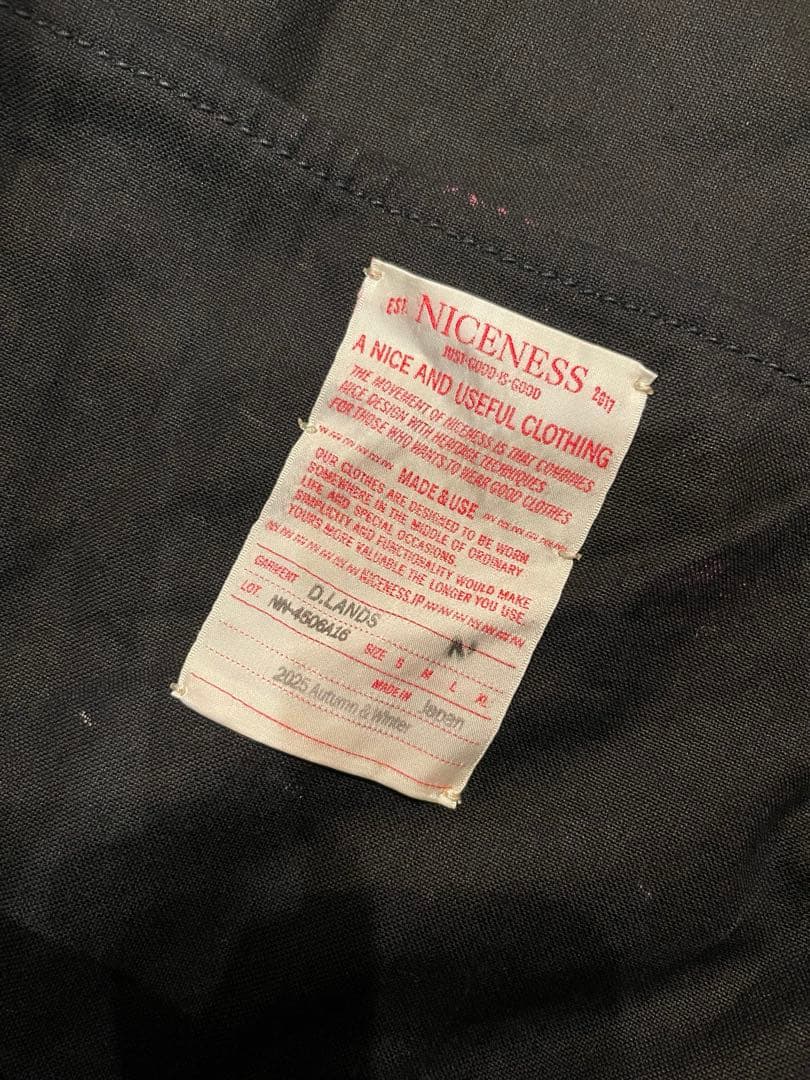 EST. NICENESS 2017
JUST·GOOD·IS·GOOD
A NICE AND USEFUL CLOTHING
THE MOVEMENT OF NICENESS IS THAT COMBINES
NICE DESIGN WITH HERITAGE TECHNIQUES
FOR THOSE WHO WANTS TO WEAR GOOD CLOTHES
MADE & USE
OUR CLOTHES ARE DESIGNED TO BE WORN
SOMEWHERE IN THE MIDDLE OF ORDINARY
LIFE AND SPECIAL OCCASIONS.
SIMPLICITY AND FUNCTIONALITY WOULD MAKE
YOURS MUSE VALUABLE THE LONGER YOU USE.
NICENESS.JP
GARMENT D.LANDS
LOT NN-4506A16
SIZE S M L XL
MADE IN Japan
2025 Autumn & Winter